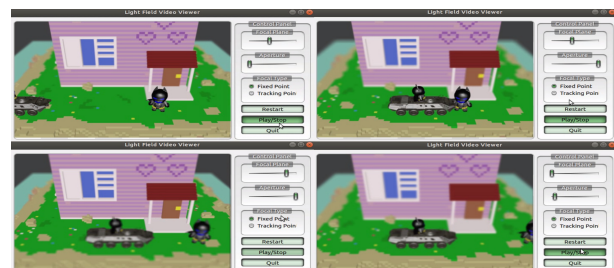 Light Field Video Viewer
Control Panel
Focal Plane
Aperture
Focal Type
Fixed Point
Tracking Poin
Restart
Play/Stop
Quit
Light Field Video Viewer
Control Panel
Focal Plane
Aperture
Focal Type
Fixed Point
Tracking Poin
Restart
Play/Stop
Quit
Light Field Video Viewer
Control Panel
Focal Plane
Aperture
Focal Type
Fixed Point
Tracking Poin
Restart
Play/Stop
Quit
Light Field Video Viewer
Control Panel
Focal Plane
Aperture
Focal Type
Fixed Point
Tracking Poin
Restart
Play/Stop
Quit